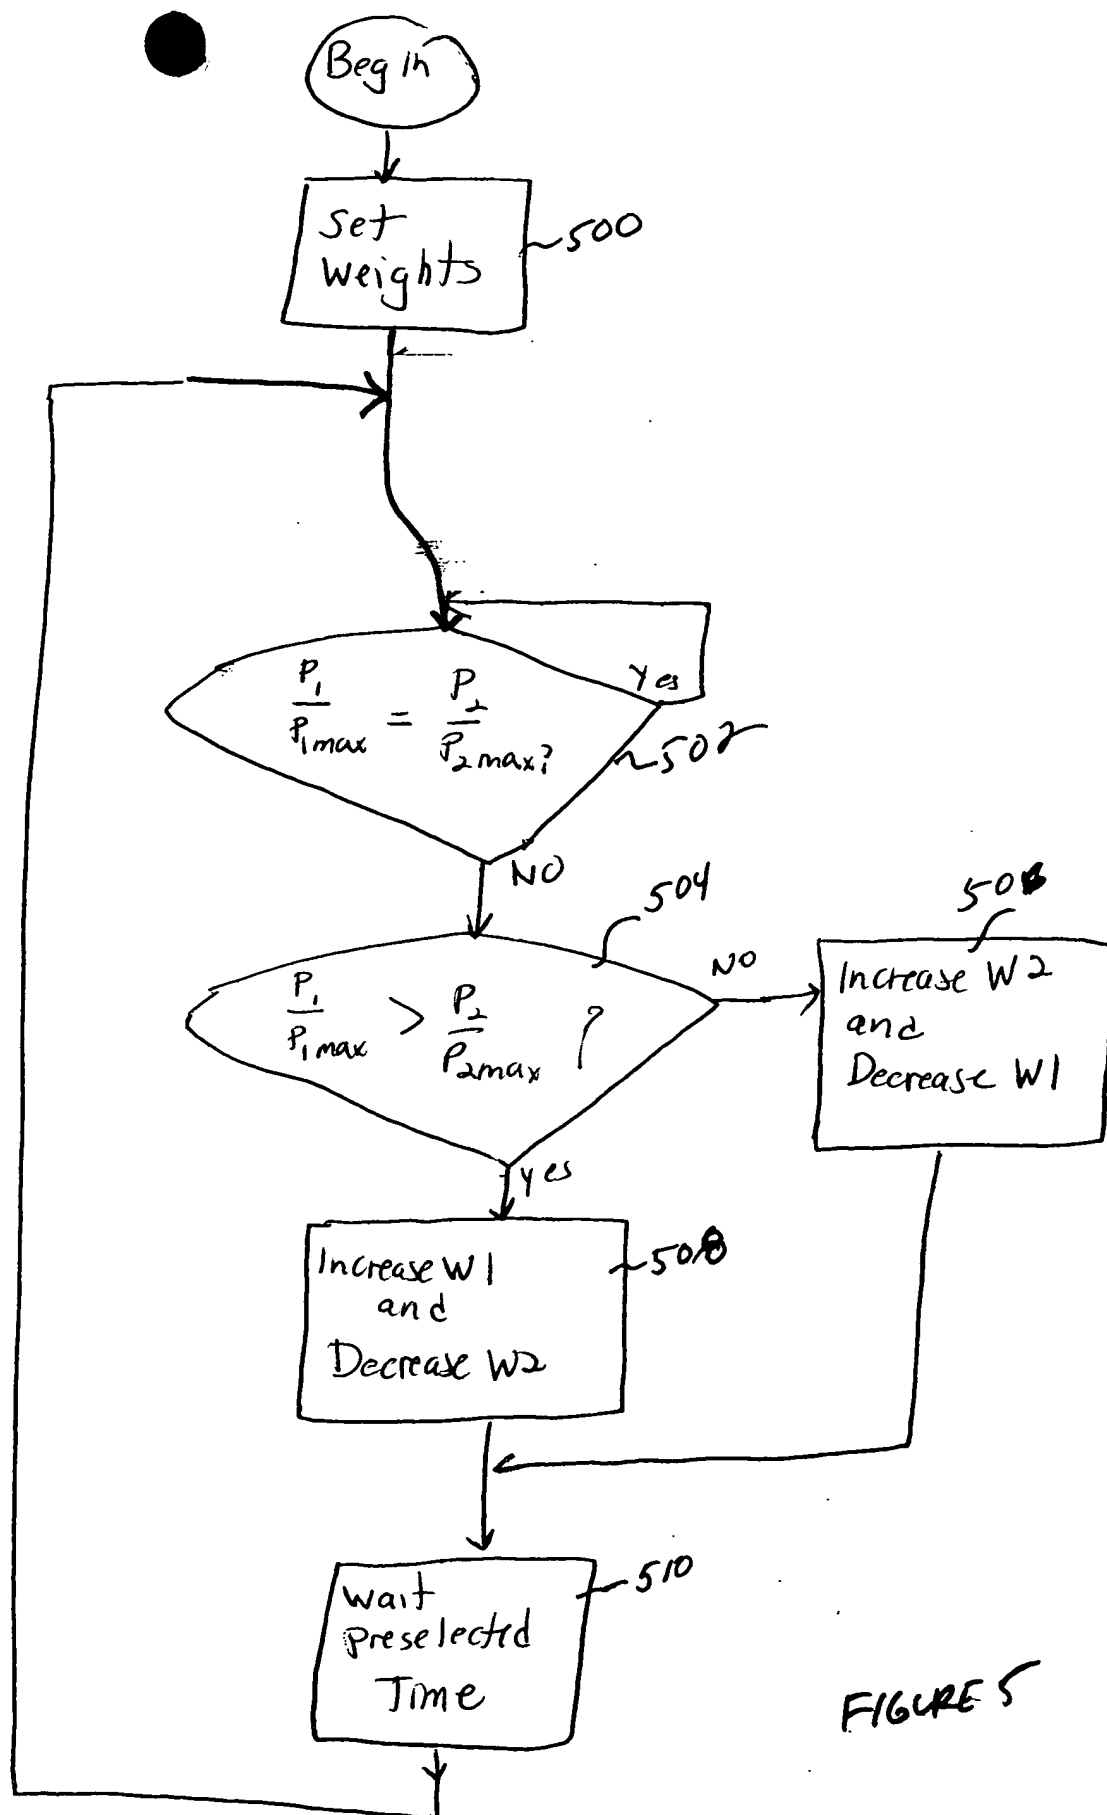 Begin
Set
Weights
500
P1
P1max
=
P2
P2max?
Yes
502
NO
504
P1
P1max
>
P2
P2max
?
NO
Increase W2
and
Decrease W1
Yes
Increase W1
and
Decrease W2
508
Wait
Preselected
Time
510
FIGURE 5